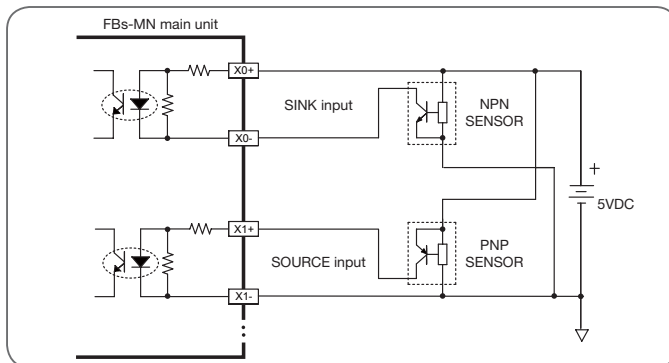 FBs-MN main unit
X0+
SINK input
NPN
SENSOR
X0-
+
5VDC
X1+
SOURCE input
PNP
SENSOR
X1-